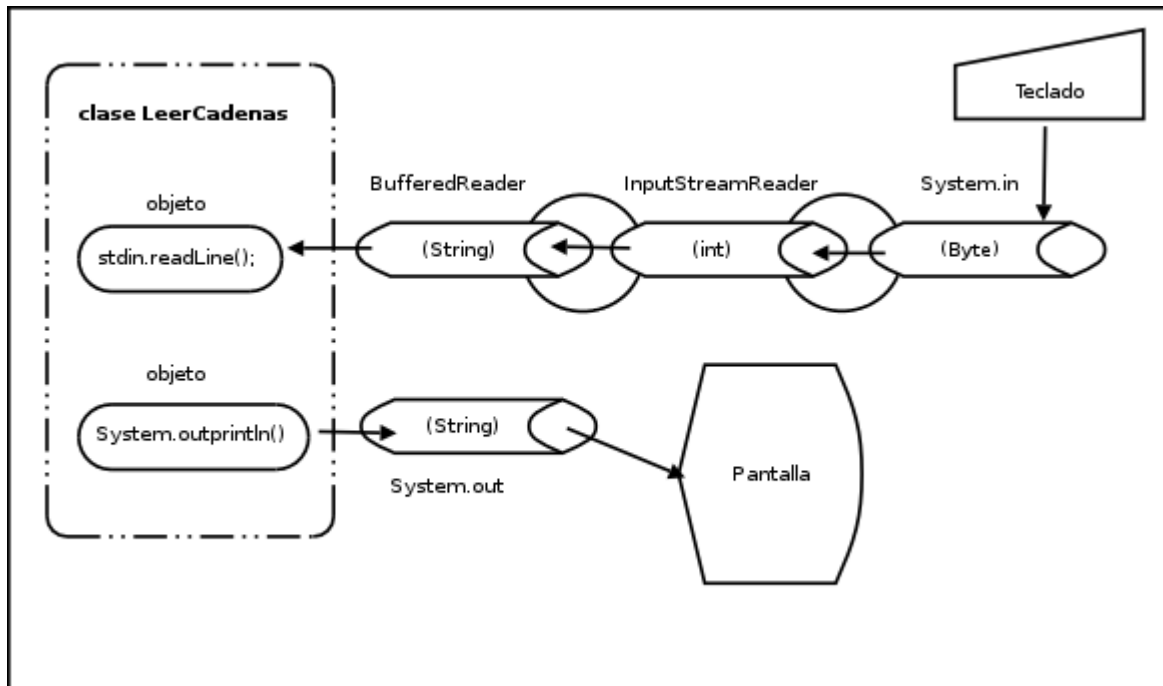 Teclado
clase LeerCadenas
BufferedReader
InputStreamReader
System.in
objeto
stdin.readLine();
(String)
(int)
(Byte)
objeto
System.outprintln()
(String)
System.out
Pantalla